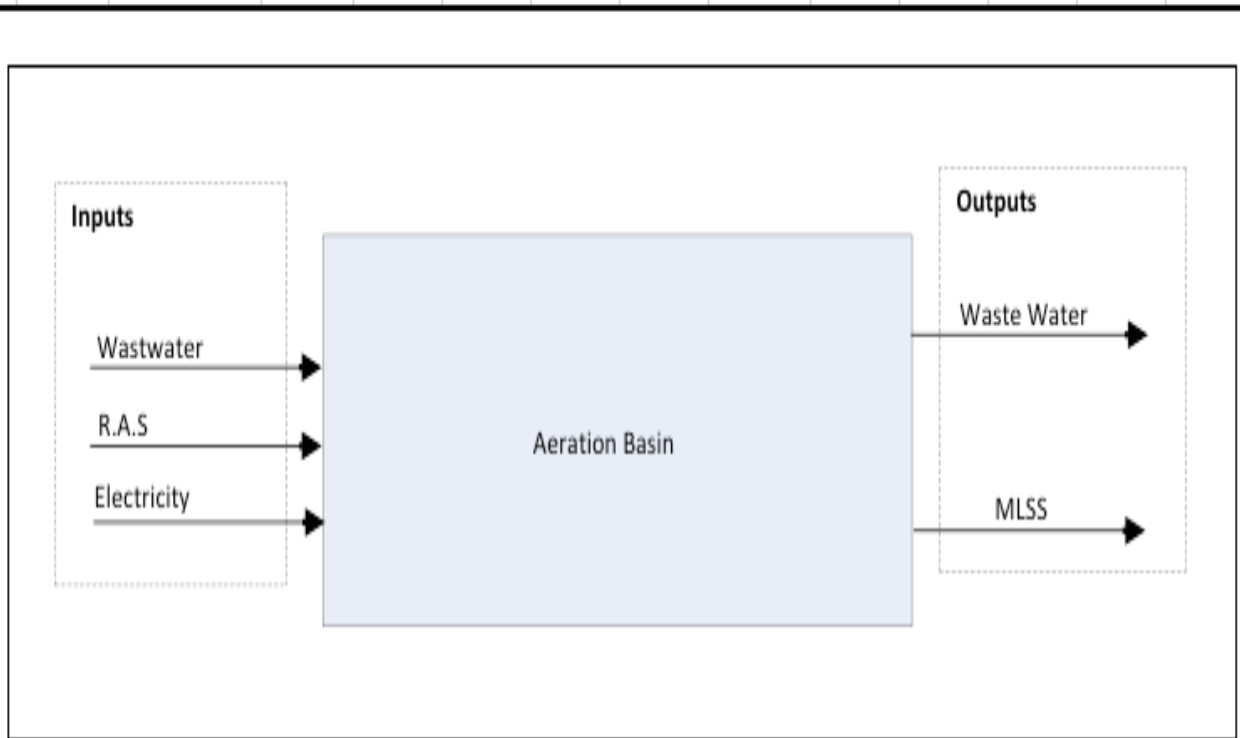 Inputs
Wastwater
R.A.S
Electricity
Aeration Basin
Outputs
Waste Water
MLSS